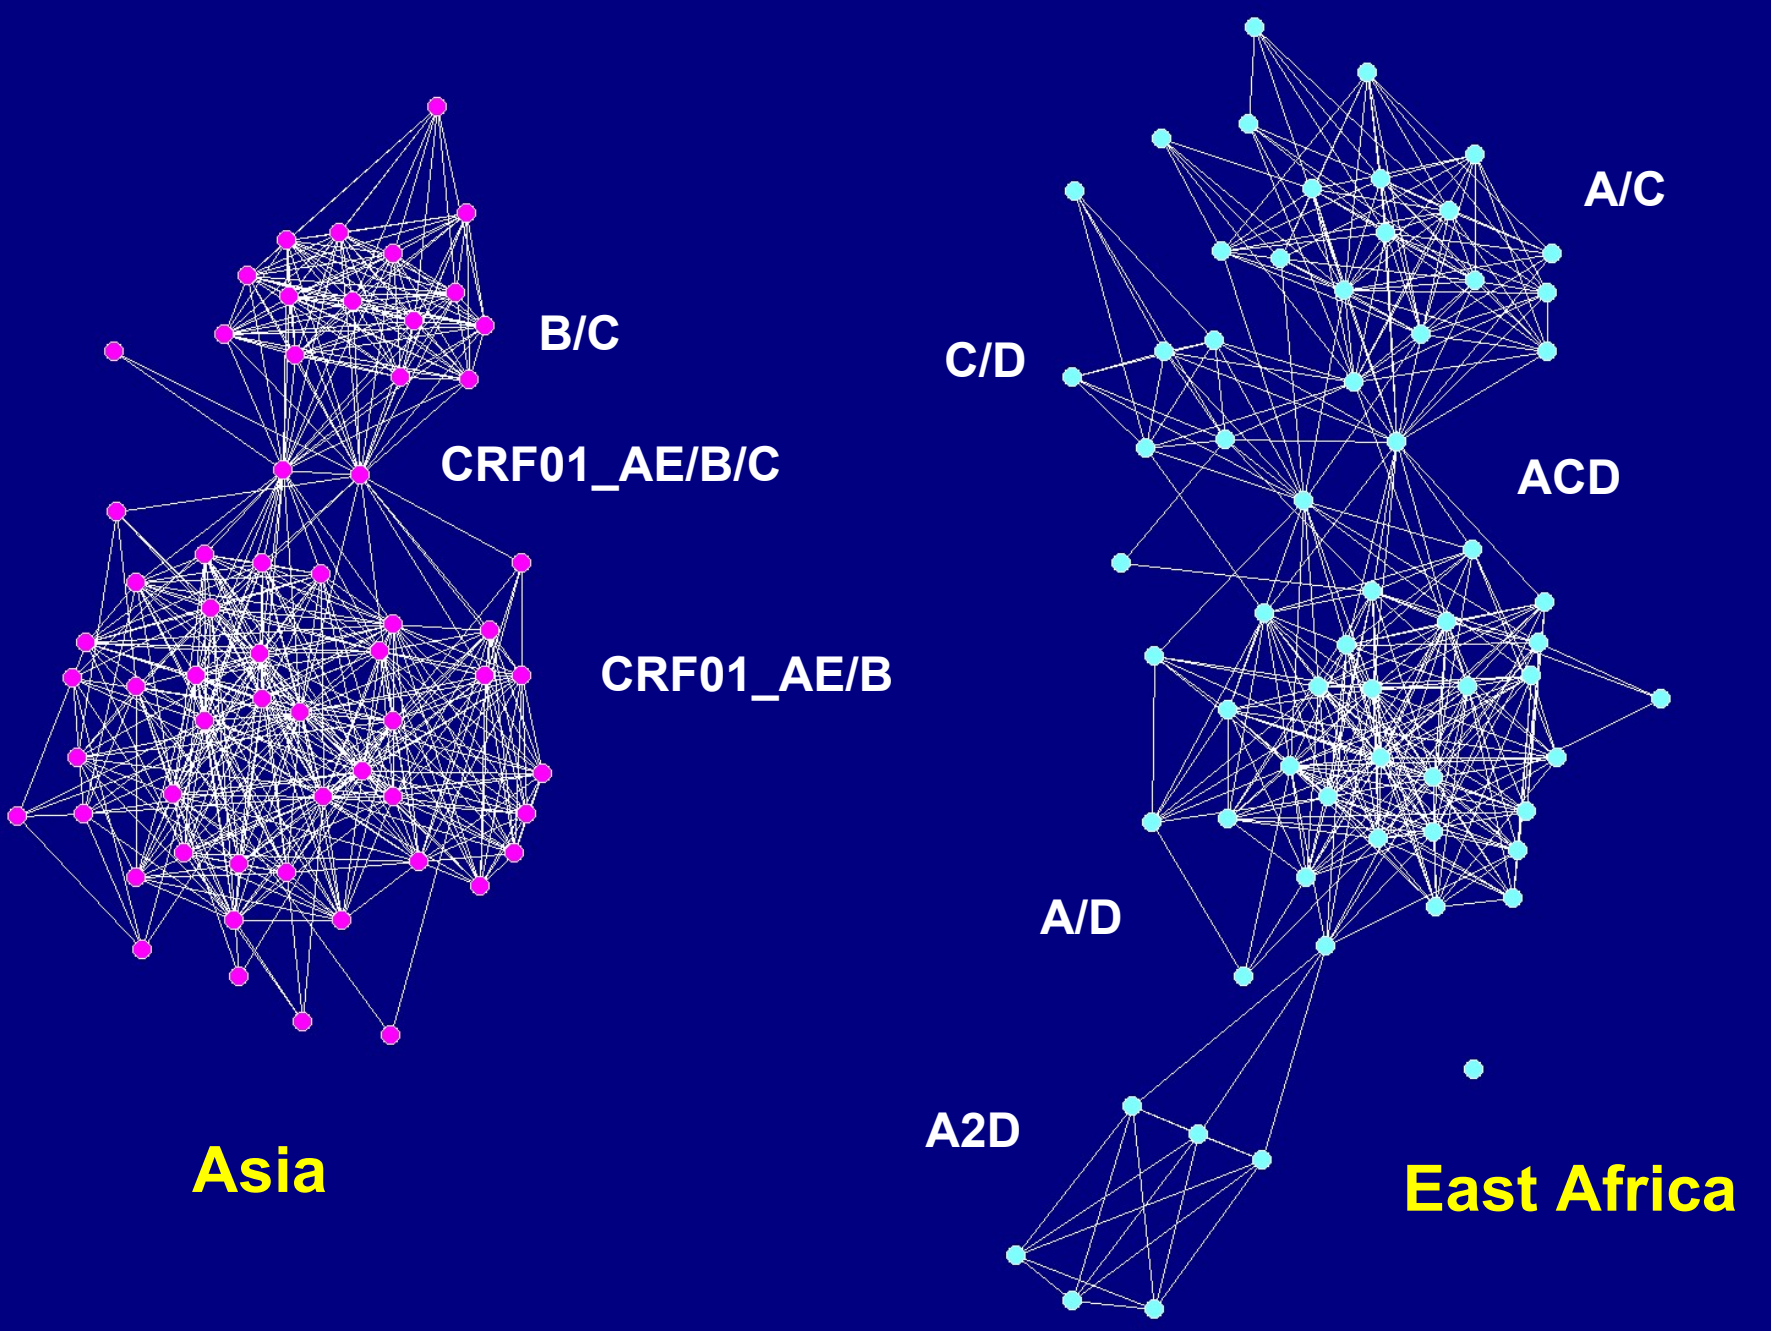 A/C
B/C
C/D
CRF01_AE/B/C
ACD
CRF01_AE/B
A/D
A2D
Asia
East Africa